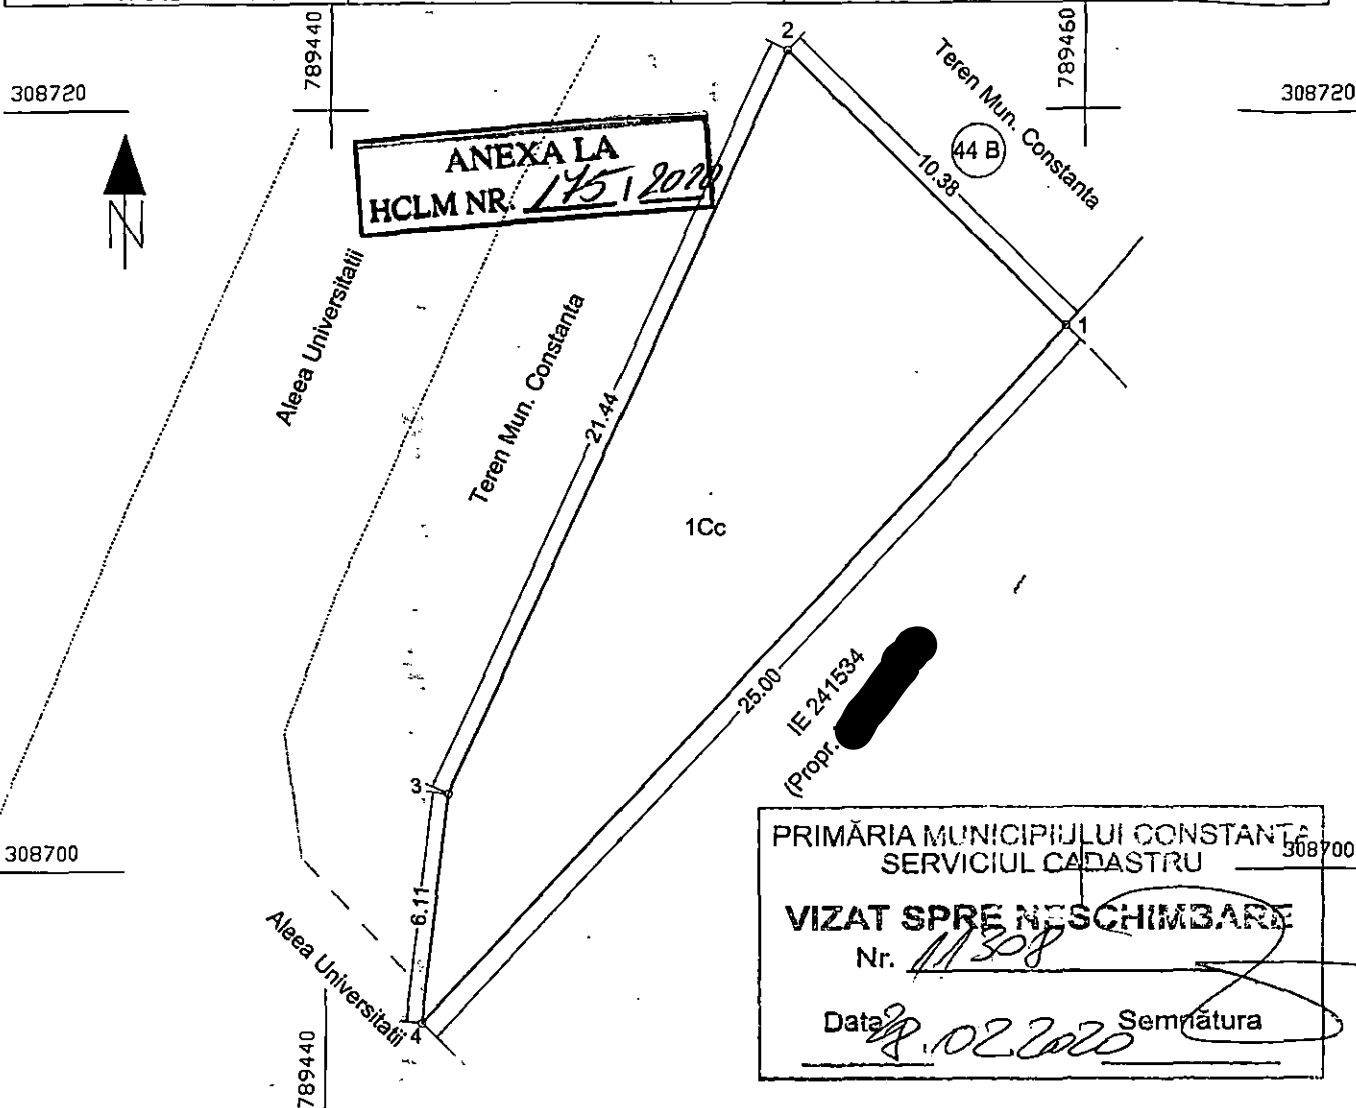 789440
2
789460
308720
Teren Mun. Constanta
308720
44 B
10.38
ANEXA LA
HCLM NR. 175 / 2020
N
Aleea Universitatii
Teren Mun. Constanta
1
21.44
1Cc
25.00
IE 241534
(Propr.
3
308700
6.11
PRIMĂRIA MUNICIPIULUI CONSTANȚA
SERVICIUL CADASTRU
308700
VIZAT SPRE NESCHIMBARE
Nr. 11308
Data 28.02.2020 Semnătura
Aleea Universitatii
4
789440